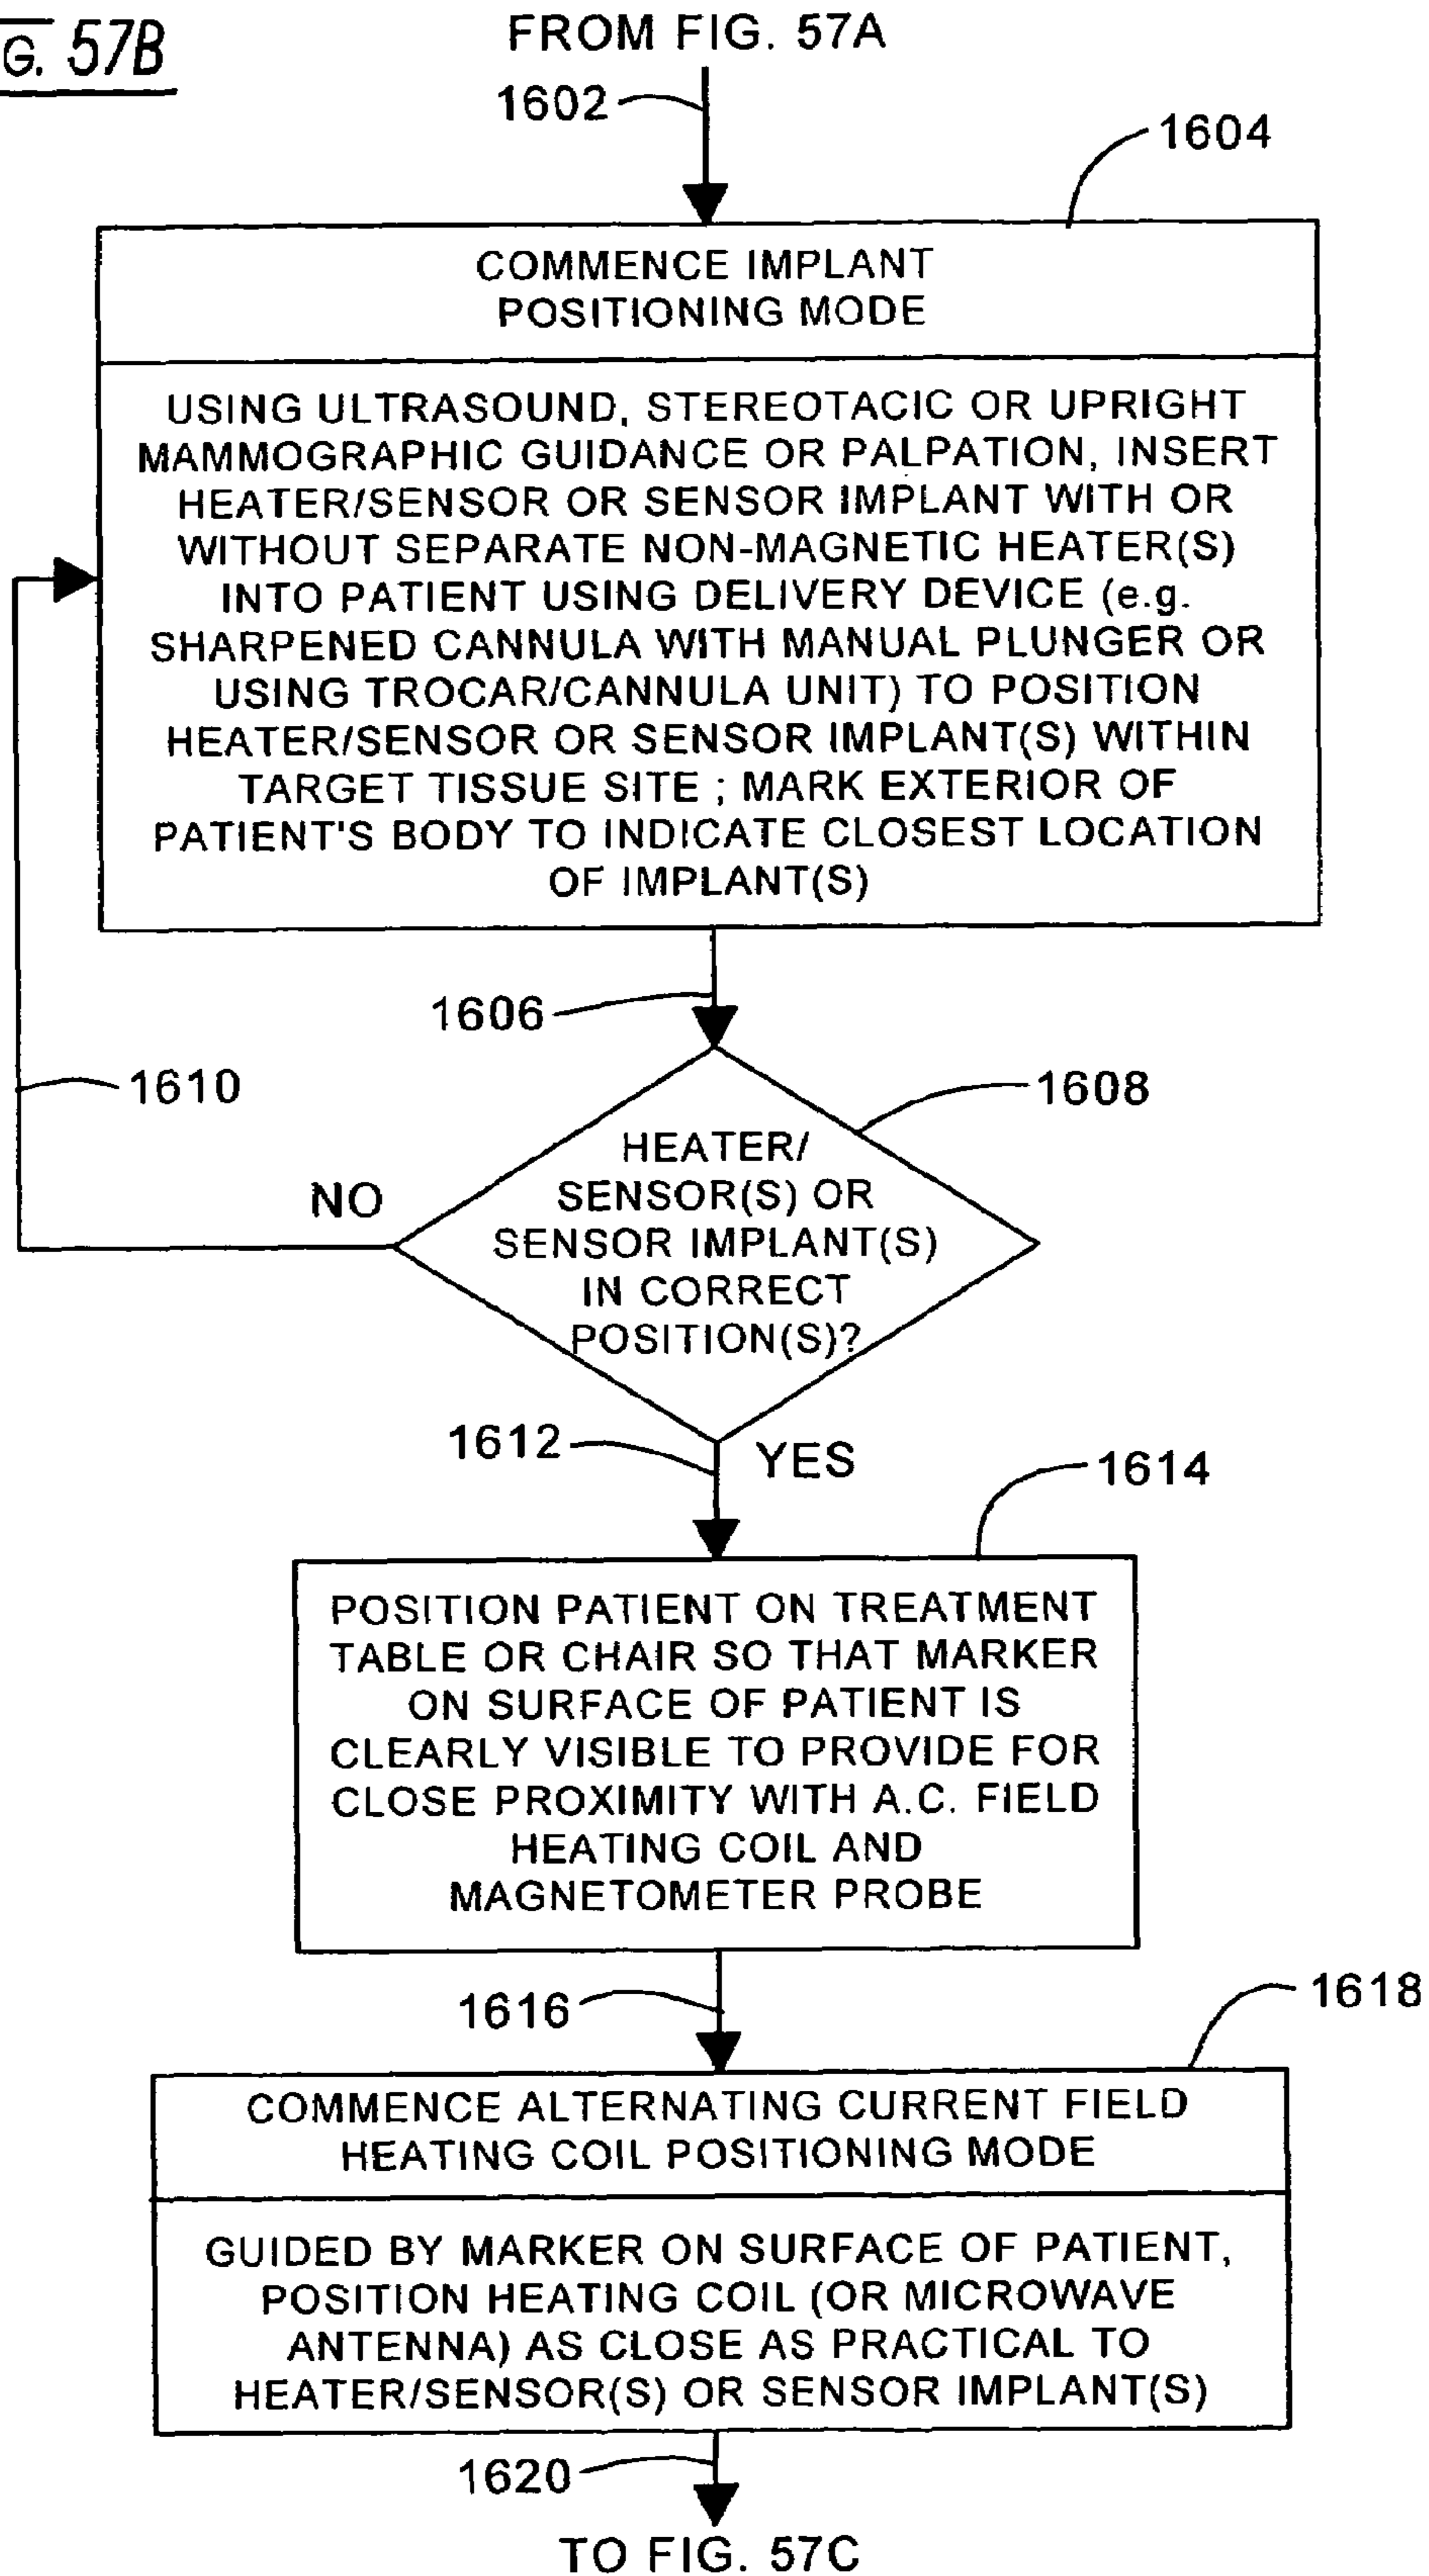 G. 57B
FROM FIG. 57A
1602
1604
COMMENCE IMPLANT
POSITIONING MODE
USING ULTRASOUND, STEREOTACIC OR UPRIGHT
MAMMOGRAPHIC GUIDANCE OR PALPATION, INSERT
HEATER/SENSOR OR SENSOR IMPLANT WITH OR
WITHOUT SEPARATE NON-MAGNETIC HEATER(S)
INTO PATIENT USING DELIVERY DEVICE (e.g.
SHARPENED CANNULA WITH MANUAL PLUNGER OR
USING TROCAR/CANNULA UNIT) TO POSITION
HEATER/SENSOR OR SENSOR IMPLANT(S) WITHIN
TARGET TISSUE SITE ; MARK EXTERIOR OF
PATIENT'S BODY TO INDICATE CLOSEST LOCATION
OF IMPLANT(S)
1606
1610
1608
HEATER/
SENSOR(S) OR
SENSOR IMPLANT(S)
IN CORRECT
POSITION(S)?
NO
1612
YES
1614
POSITION PATIENT ON TREATMENT
TABLE OR CHAIR SO THAT MARKER
ON SURFACE OF PATIENT IS
CLEARLY VISIBLE TO PROVIDE FOR
CLOSE PROXIMITY WITH A.C. FIELD
HEATING COIL AND
MAGNETOMETER PROBE
1616
1618
COMMENCE ALTERNATING CURRENT FIELD
HEATING COIL POSITIONING MODE
GUIDED BY MARKER ON SURFACE OF PATIENT,
POSITION HEATING COIL (OR MICROWAVE
ANTENNA) AS CLOSE AS PRACTICAL TO
HEATER/SENSOR(S) OR SENSOR IMPLANT(S)
1620
TO FIG. 57C